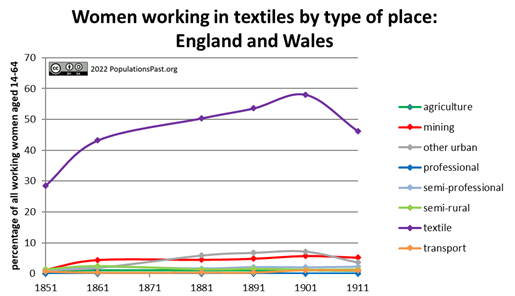 Women working in textiles by type of place:
England and Wales
percentage of all working women aged 14-64
70
60
50
40
30
20
10
0
2022 PopulationsPast.org
1851
1861
1871
1881
1891
1901
1911
agriculture
mining
other urban
professional
semi-professional
semi-rural
textile
transport